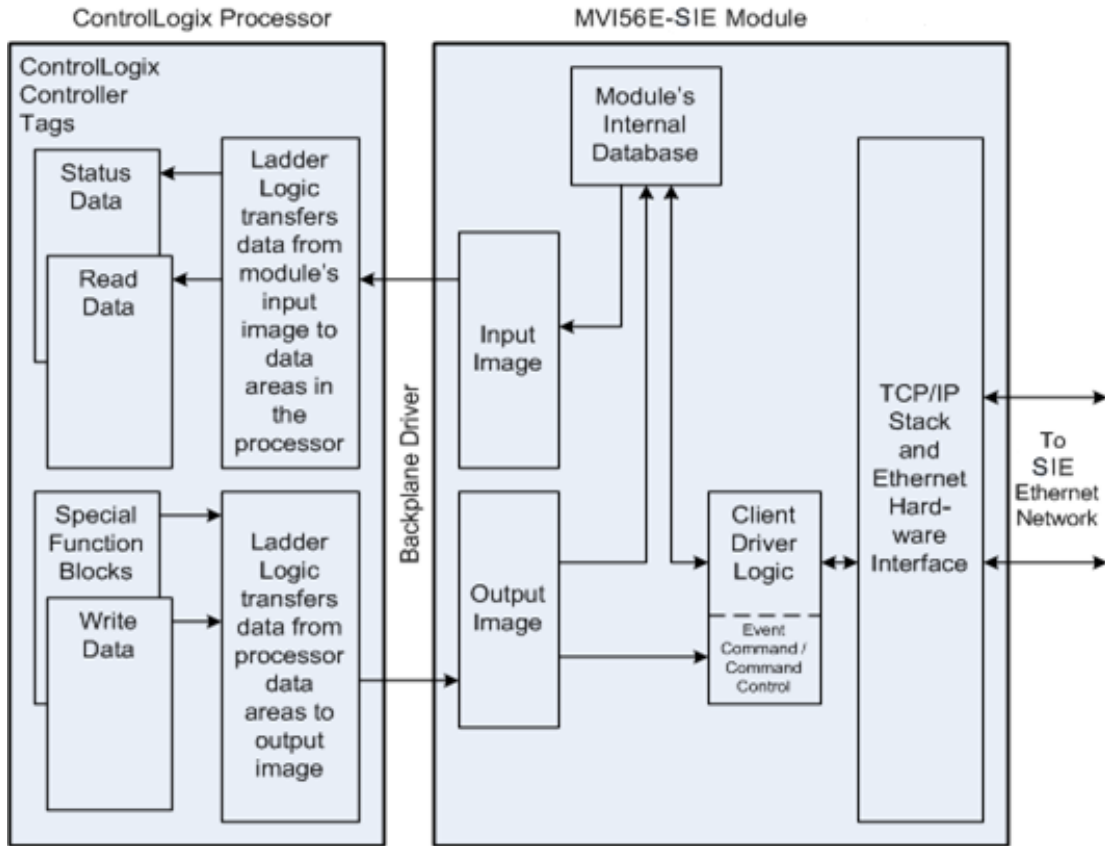 ControlLogix Processor
MVI56E-SIE Module
ControlLogix
Controller
Tags
Status
Data
Read
Data
Ladder
Logic
transfers
data from
module's
input
image to
data
areas in
the
processor
Special
Function
Blocks
Write
Data
Ladder
Logic
transfers
data from
processor
data
areas to
output
image
Backplane Driver
Module's
Internal
Database
Input
Image
Output
Image
Client
Driver
Logic
Event
Command /
Command
Control
TCP/IP
Stack
and
Ethernet
Hard-
ware
Interface
To
SIE
Ethernet
Network